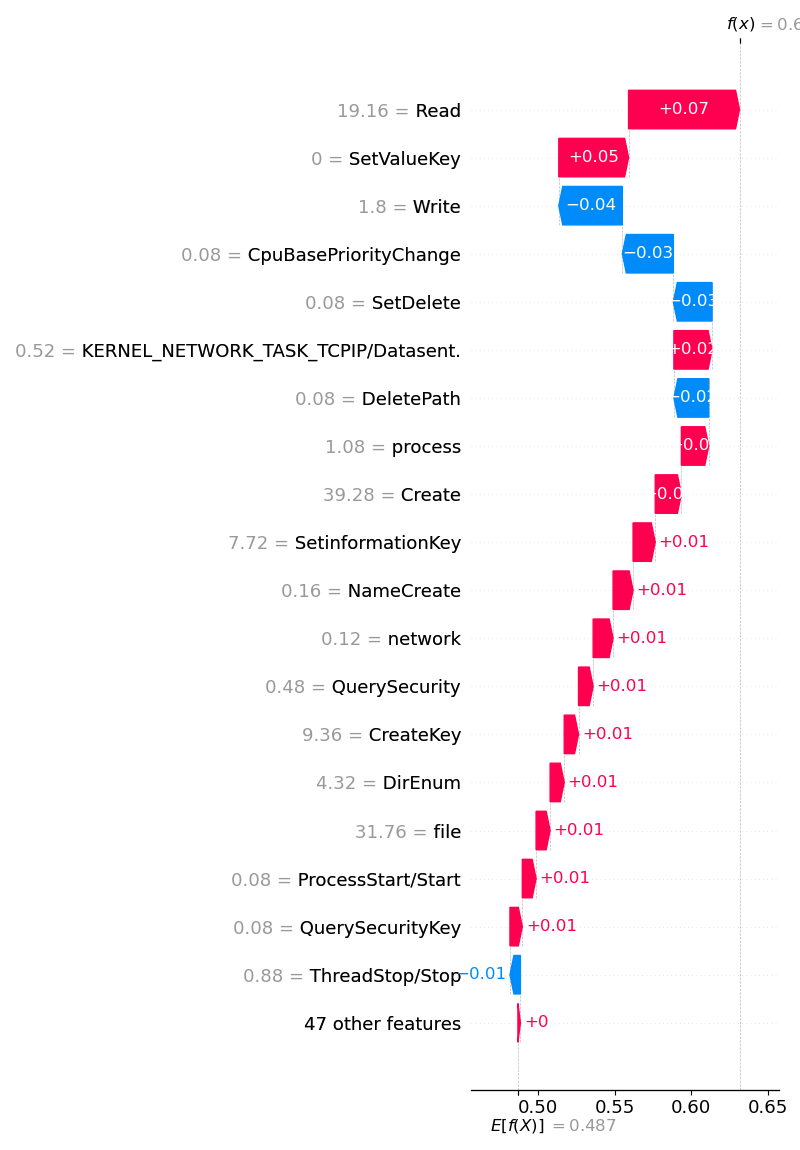 f(x) = 0.6
19.16 = Read +0.07
0 = SetValueKey +0.05
1.8 = Write −0.04
0.08 = CpuBasePriorityChange −0.03
0.08 = SetDelete −0.03
0.52 = KERNEL_NETWORK_TASK_TCPIP/Datasent. +0.02
0.08 = DeletePath −0.02
1.08 = process
39.28 = Create
7.72 = SetinformationKey +0.01
0.16 = NameCreate +0.01
0.12 = network +0.01
0.48 = QuerySecurity +0.01
9.36 = CreateKey +0.01
4.32 = DirEnum +0.01
31.76 = file +0.01
0.08 = ProcessStart/Start +0.01
0.08 = QuerySecurityKey +0.01
0.88 = ThreadStop/Stop −0.01
47 other features +0
0.50 0.55 0.60 0.65
E[f(X)] = 0.487